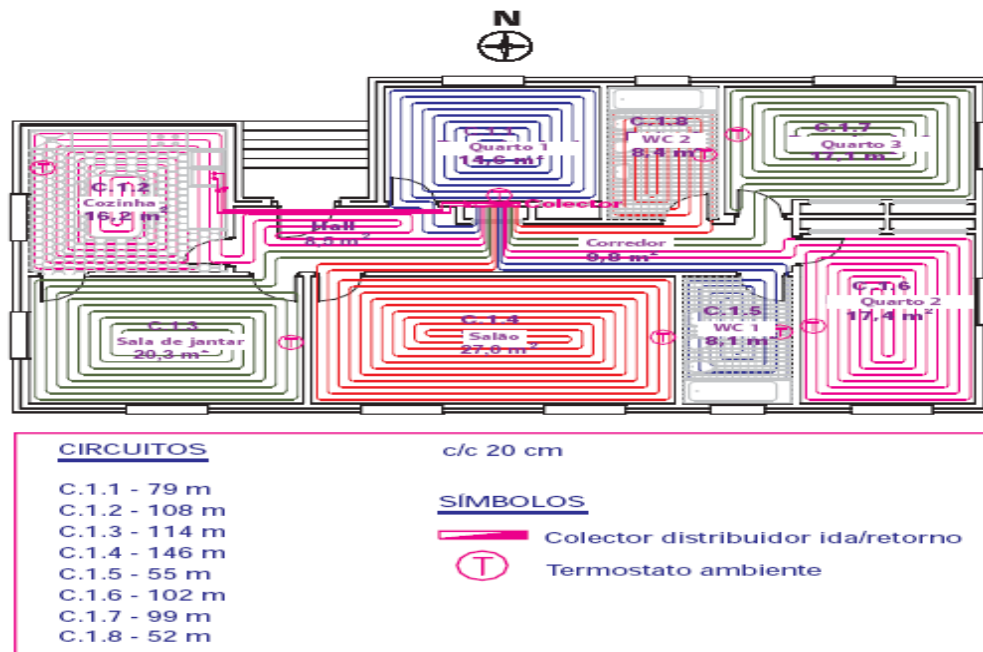 N
C.1.1
Quarto 1
14,6 m²
C.1.8
WC 2
8,4 m²
C.1.7
Quarto 3
17,1 m²
C.1.2
Cozinha
16,2 m²
Colector
Hall
Corredor
9,8 m²
C.1.6
Quarto 2
17,4 m²
C.1.3
Sala de jantar
20,3 m²
C.1.4
Salão
27,0 m²
C.1.5
WC 1
8,1 m²
T
T
T
T
T
T
T
T
CIRCUITOS
c/c 20 cm
C.1.1 - 79 m
C.1.2 - 108 m
C.1.3 - 114 m
C.1.4 - 146 m
C.1.5 - 55 m
C.1.6 - 102 m
C.1.7 - 99 m
C.1.8 - 52 m
SÍMBOLOS
Colector distribuidor ida/retorno
T Termostato ambiente